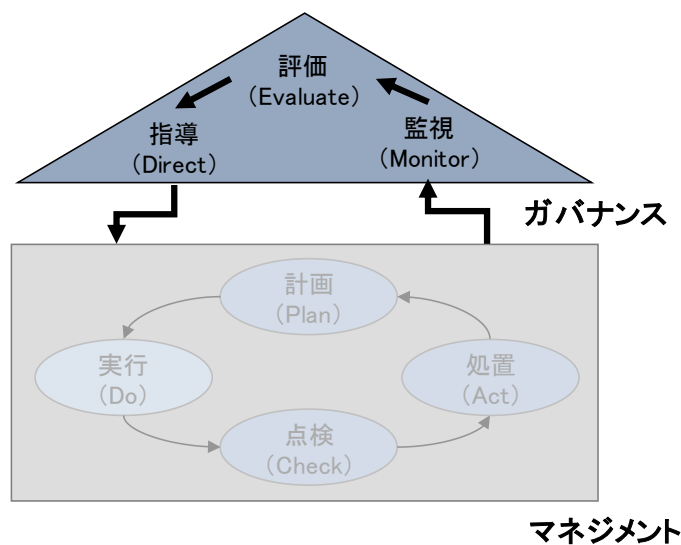 評価
(Evaluate)
指導
(Direct)
監視
(Monitor)
ガバナンス
計画
(Plan)
実行
(Do)
処置
(Act)
点検
(Check)
マネジメント